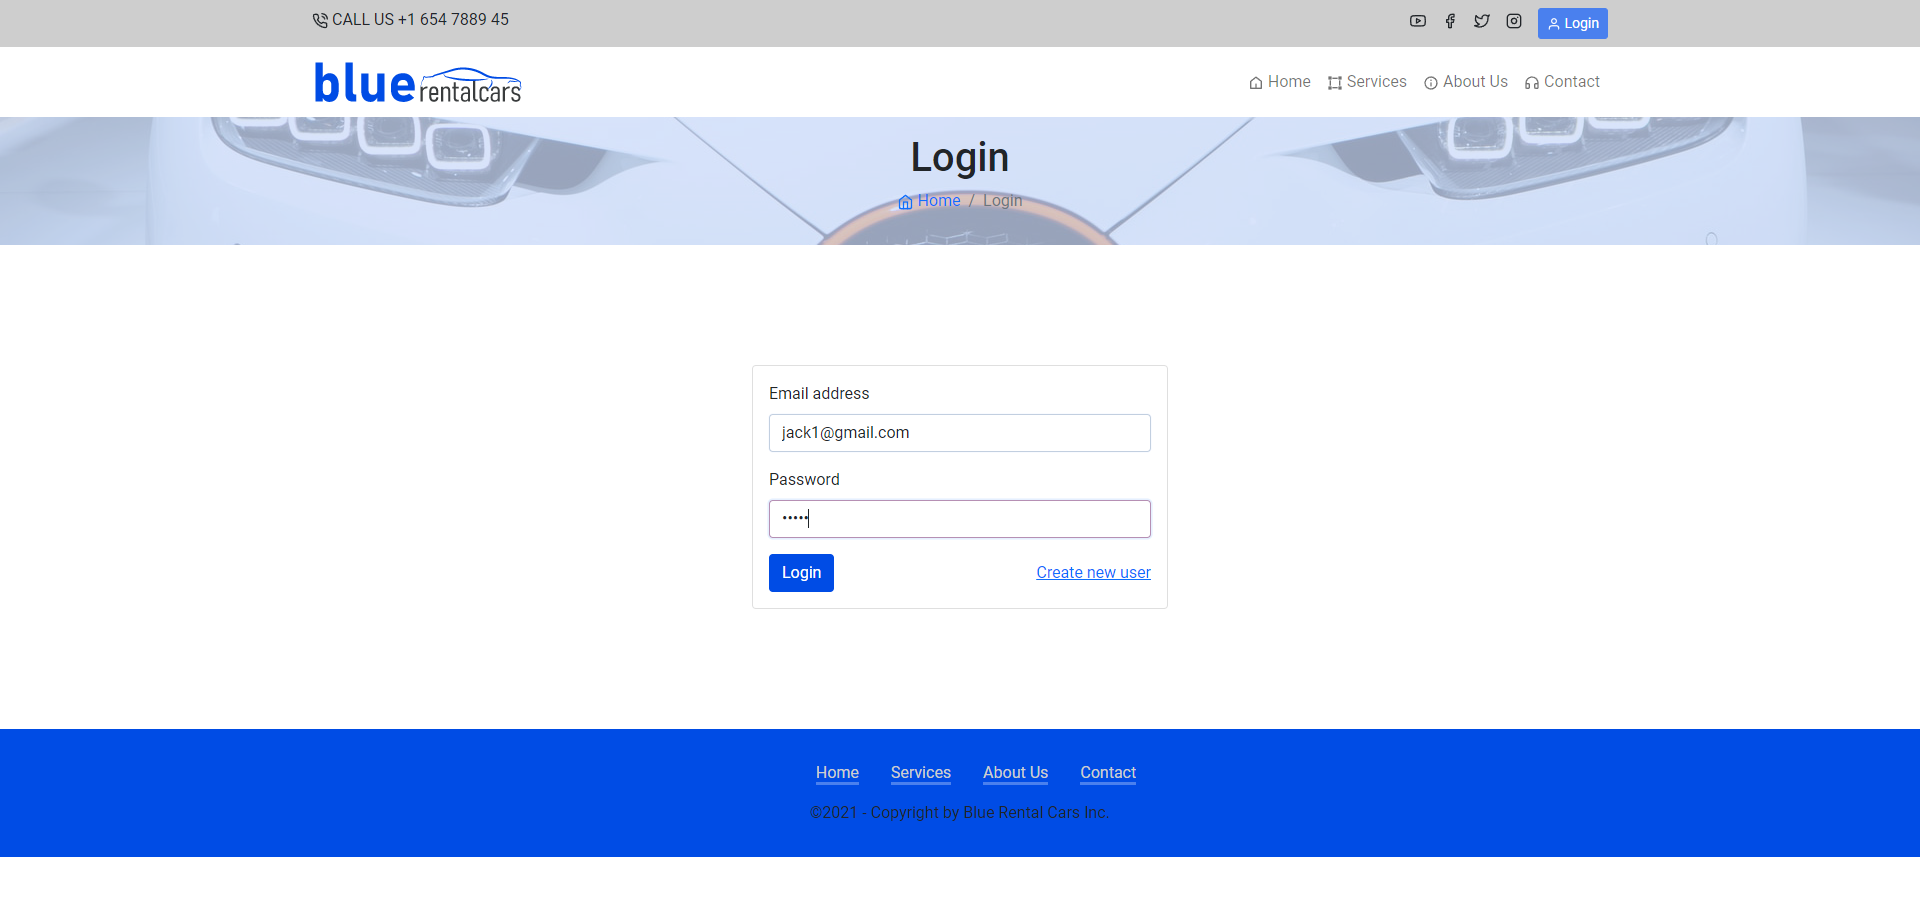 CALL US +1 654 7889 45
Login
blue rentalcars
Home Services About Us Contact
Login
Home / Login
Email address
jack1@gmail.com
Password
•••••
Login Create new user
Home Services About Us Contact
©2021 - Copyright by Blue Rental Cars Inc.